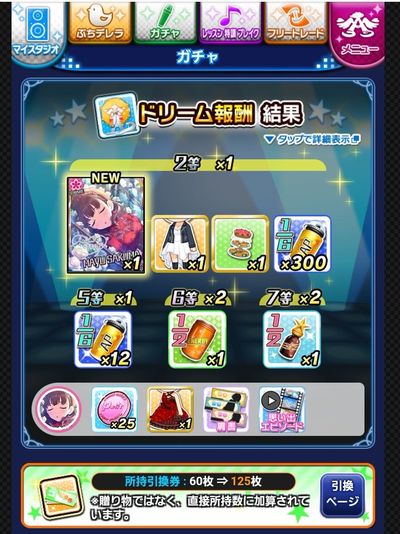 マイスタジオ
ぷちデレラ
ガチャ
レッスン 特訓 ブレイク
フリートレード
メニュー
ガチャ
ドリーム報酬 結果
▼タップで詳細表示
2等 ×1
NEW
MAYU SAKUMA
×1
×1
×1
1/6
AP
×300
5等 ×1
6等 ×2
7等 ×2
1/6
AP
×12
1/2
×1
1/2
×1
×25
×1
思い出
エピソード
所持引換券 : 60枚 ⇒ 125枚
※贈り物ではなく、直接所持数に加算されて
います。
引換
ページ